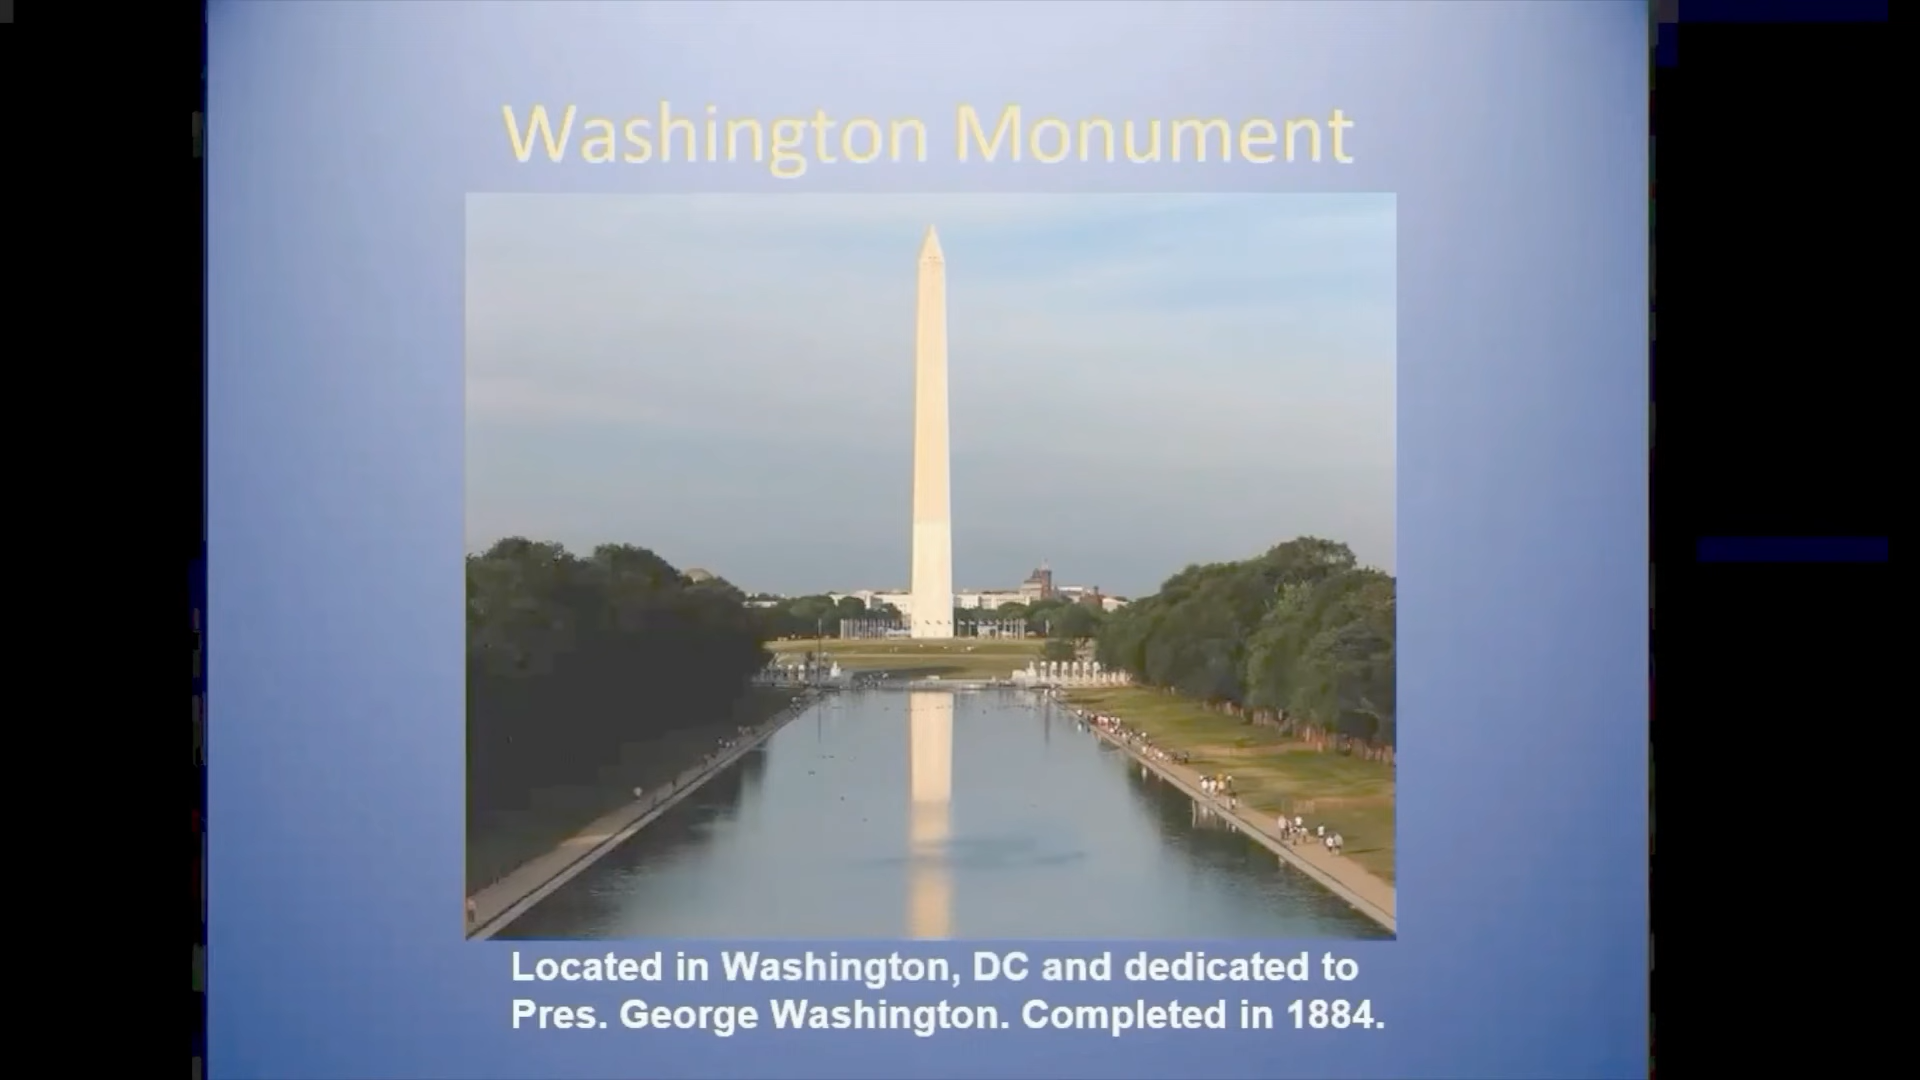 Washington Monument
Located in Washington, DC and dedicated to
Pres. George Washington. Completed in 1884.